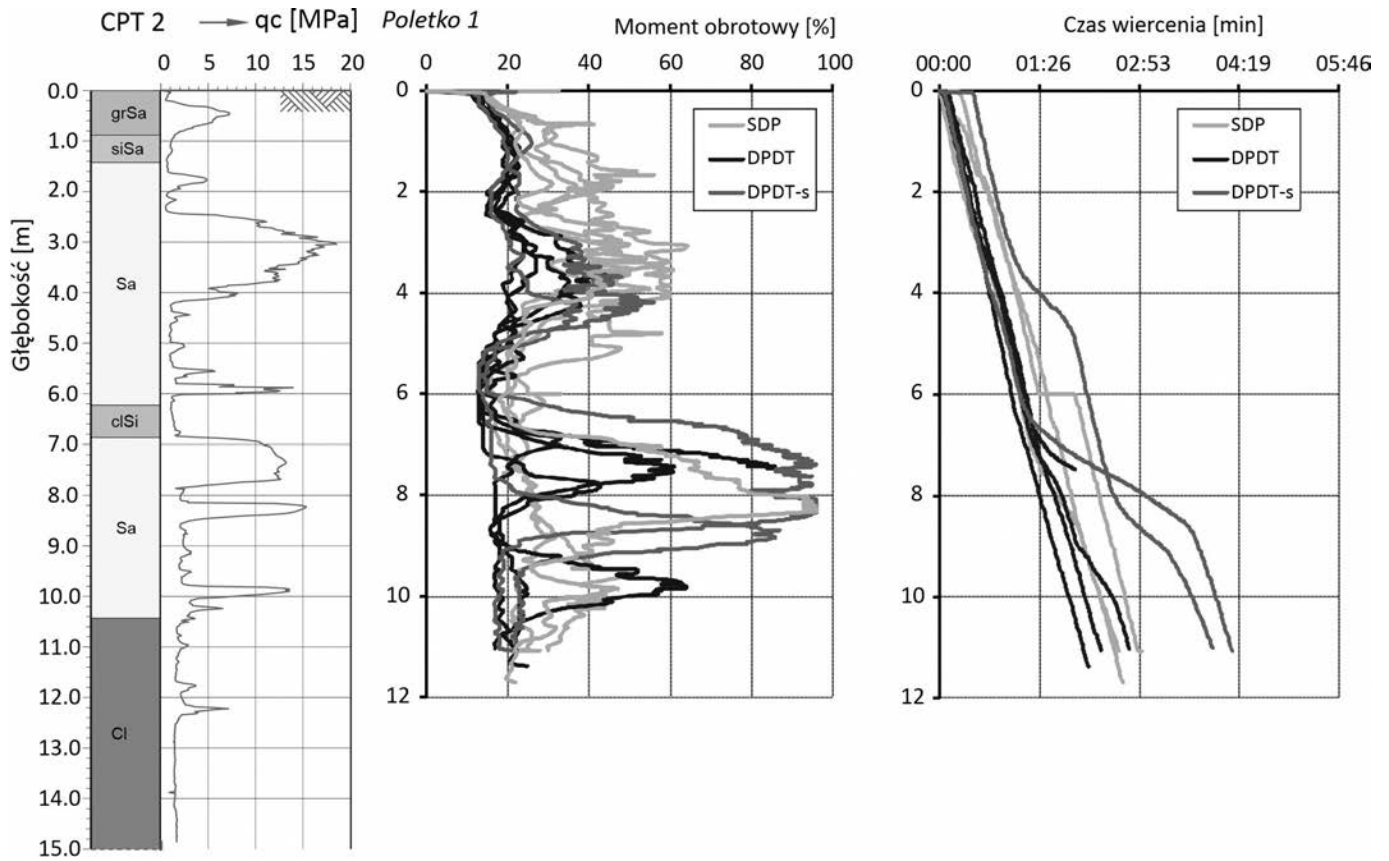 CPT 2 → qc [MPa] Poletko 1
0 5 10 15 20
Głębokość [m]
0.0
1.0
2.0
3.0
4.0
5.0
6.0
7.0
8.0
9.0
10.0
11.0
12.0
13.0
14.0
15.0
grSa
siSa
Sa
clSi
Sa
Cl
Moment obrotowy [%]
0 20 40 60 80 100
0
2
4
6
8
10
12
SDP
DPDT
DPDT-s
Czas wiercenia [min]
00:00 01:26 02:53 04:19 05:46
0
2
4
6
8
10
12
SDP
DPDT
DPDT-s